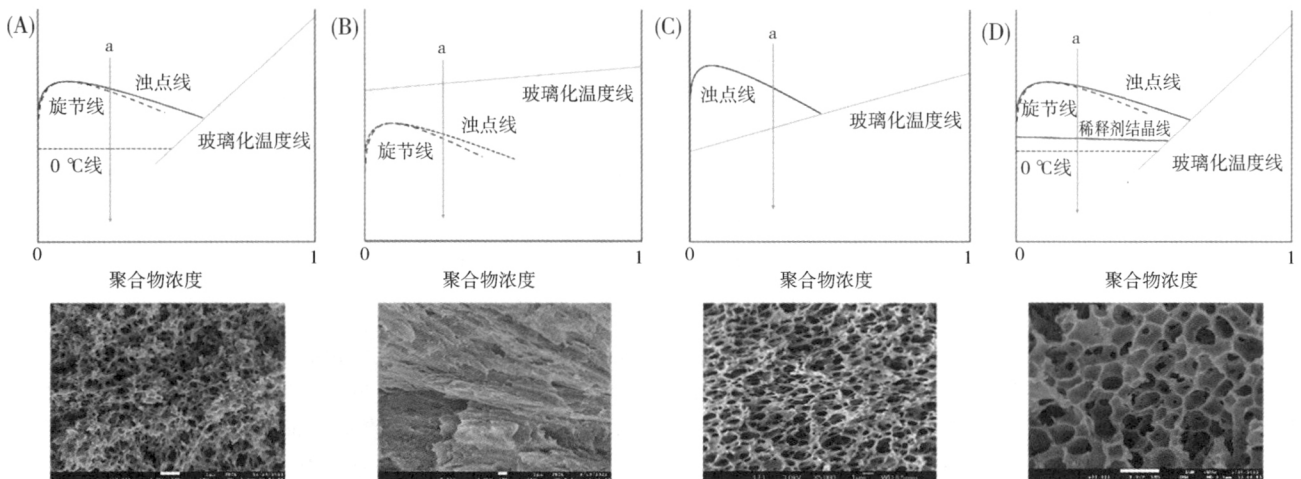 (A)
a
浊点线
旋节线
玻璃化温度线
0 ℃线
0
1
聚合物浓度
(B)
a
玻璃化温度线
浊点线
旋节线
0
1
聚合物浓度
(C)
a
浊点线
玻璃化温度线
0
1
聚合物浓度
(D)
a
浊点线
旋节线
稀释剂结晶线
0 ℃线
玻璃化温度线
0
1
聚合物浓度